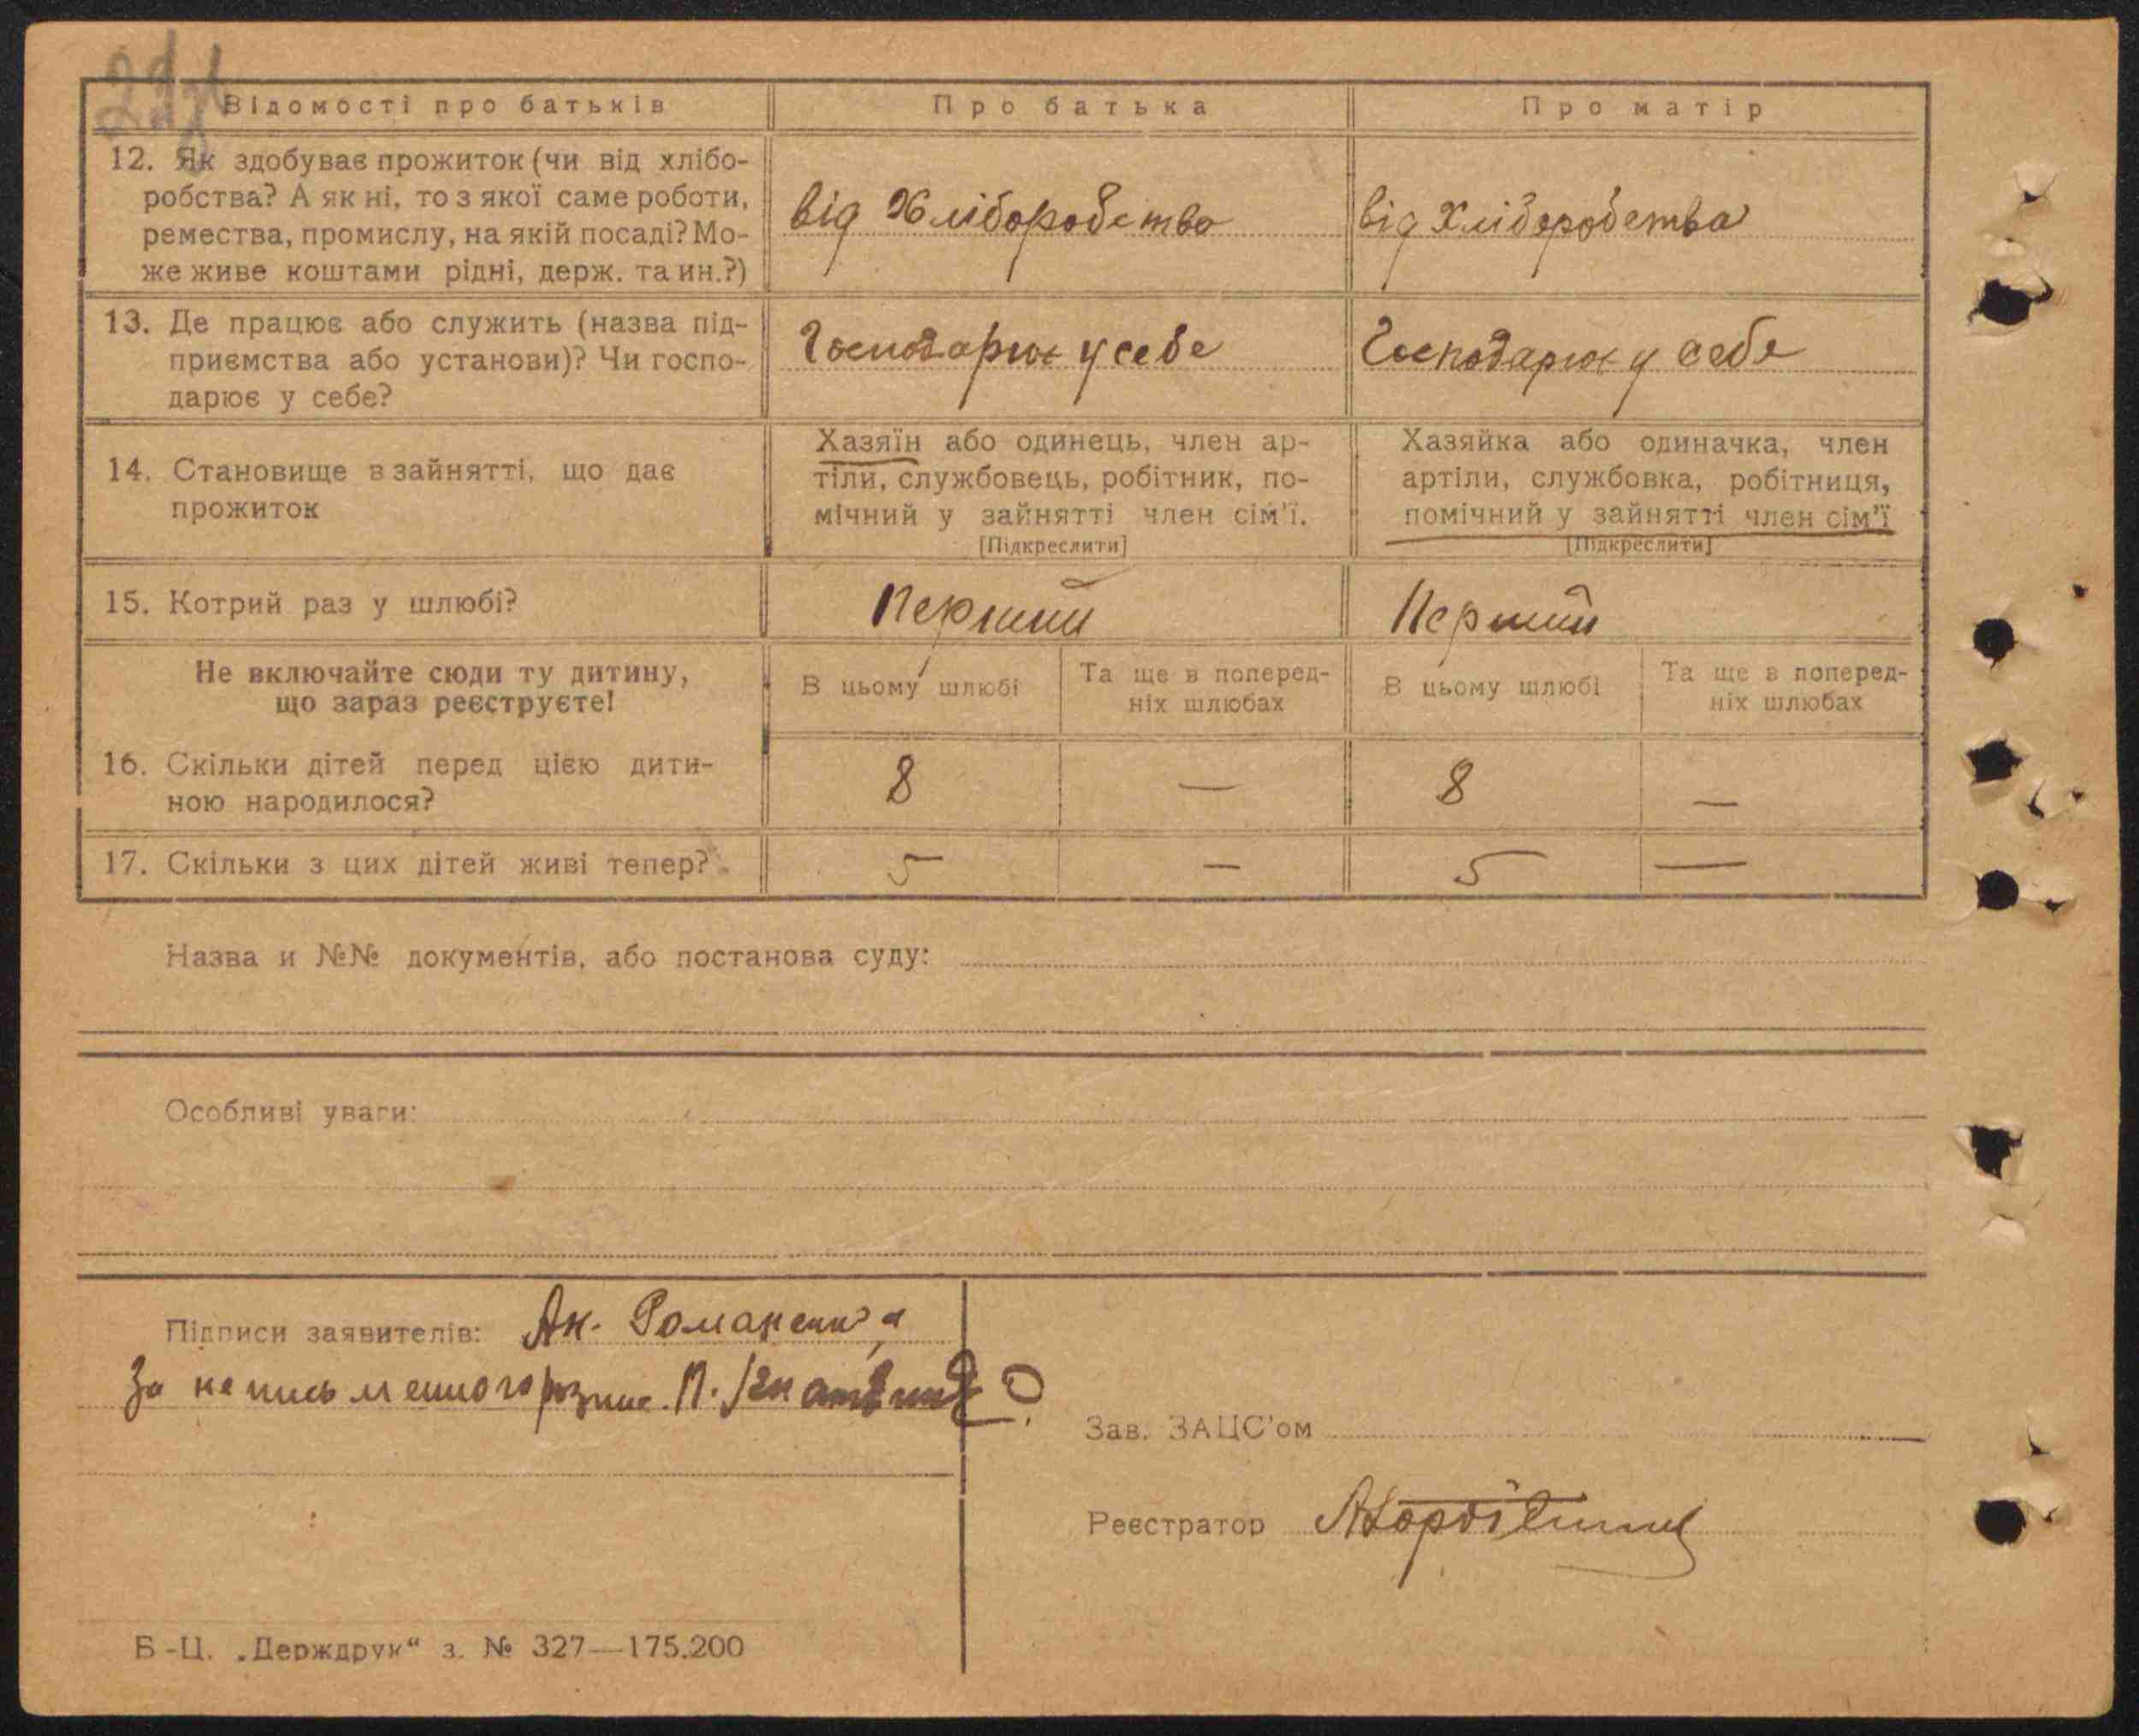 Відомості про батьків Про батька Про матір
12. Як здобуває прожиток (чи від хлібо-
робства? А як ні, то з якої саме роботи,
ремества, промислу, на якій посаді? Мо-
же живе коштами рідні, держ. та ин.?)
від Хліборобства від Хліборобства
13. Де працює або служить (назва під-
приємства або установи)? Чи госпо-
дарює у себе?
Господарює у себе Господарює у себе
14. Становище в зайнятті, що дає
прожиток
Хазяїн або одинець, член ар-
тіли, службовець, робітник, по-
мічний у зайнятті член сім'ї.
[Підкреслити]
Хазяйка або одиначка, член
артіли, службовка, робітниця,
помічний у зайнятті член сім'ї
[Підкреслити]
15. Котрий раз у шлюбі? Перший Перший
Не включайте сюди ту дитину,
що зараз реєструєте!
В цьому шлюбі Та ще в поперед-
ніх шлюбах В цьому шлюбі Та ще в поперед-
ніх шлюбах
16. Скільки дітей перед цією дити-
ною народилося?
8 — 8 —
17. Скільки з цих дітей живі тепер? 5 — 5 —
Назва и №№ документів, або постанова суду:
Особливі уваги:
Підписи заявителів: Ак. Романенко
За неписьменного розпис. П.
Зав. ЗАЦС'ом
Реєстратор
Б-Ц. „Держдрук“ з. № 327—175.200